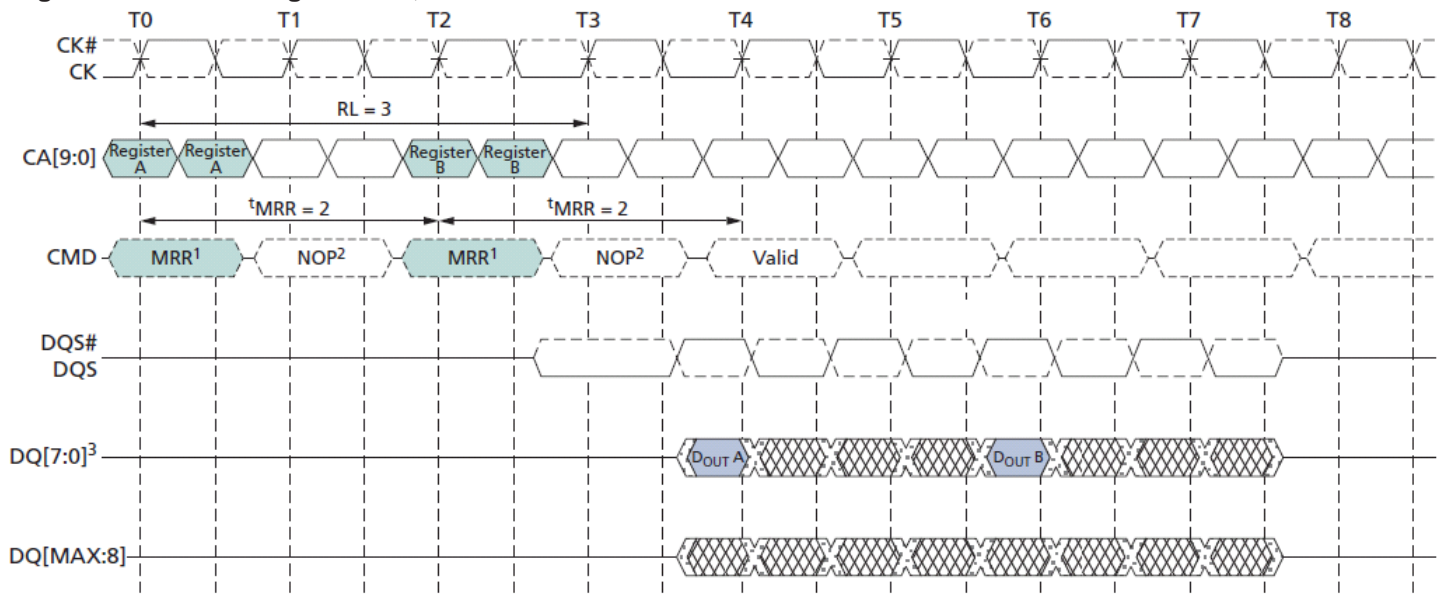 T0 T1 T2 T3 T4 T5 T6 T7 T8
CK#
CK
RL = 3
CA[9:0]
Register A
Register A
Register B
Register B
tMRR = 2
tMRR = 2
CMD
MRR1
NOP2
MRR1
NOP2
Valid
DQS#
DQS
DQ[7:0]3
DOUT A
DOUT B
DQ[MAX:8]